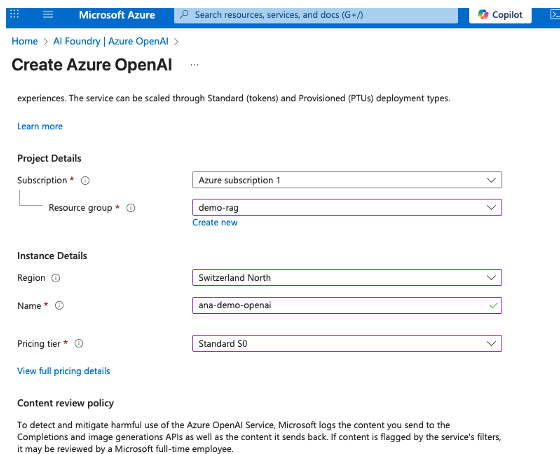 Microsoft Azure
Search resources, services, and docs (G+/)
Copilot
Home > AI Foundry | Azure OpenAI >
Create Azure OpenAI ...
experiences. The service can be scaled through Standard (tokens) and Provisioned (PTUs) deployment types.
Learn more
Project Details
Subscription *
Azure subscription 1
Resource group *
demo-rag
Create new
Instance Details
Region
Switzerland North
Name *
ana-demo-openai
Pricing tier *
Standard S0
View full pricing details
Content review policy
To detect and mitigate harmful use of the Azure OpenAI Service, Microsoft logs the content you send to the
Completions and image generations APIs as well as the content it sends back. If content is flagged by the service's filters,
it may be reviewed by a Microsoft full-time employee.